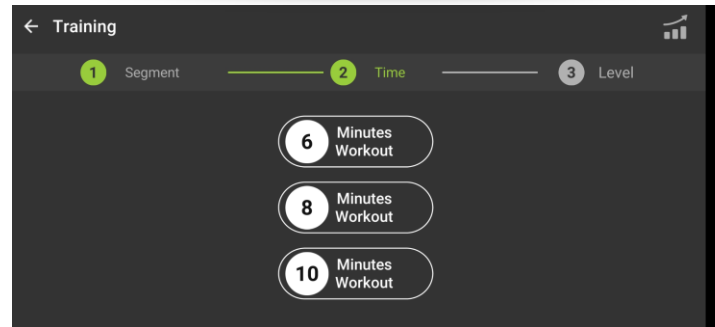 Training
1 Segment 2 Time 3 Level
6 Minutes
Workout
8 Minutes
Workout
10 Minutes
Workout